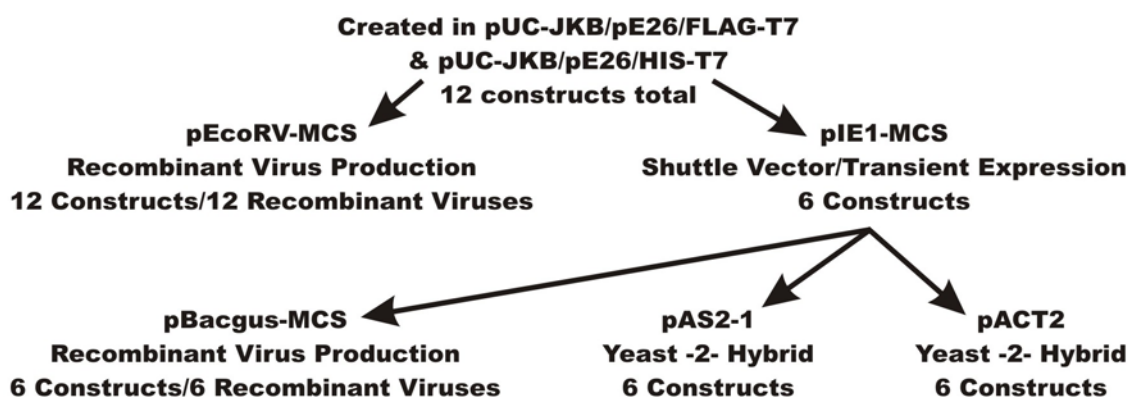 Created in pUC-JKB/pE26/FLAG-T7
& pUC-JKB/pE26/HIS-T7
12 constructs total
pEcoRV-MCS
Recombinant Virus Production
12 Constructs/12 Recombinant Viruses
pIE1-MCS
Shuttle Vector/Transient Expression
6 Constructs
pBacgus-MCS
Recombinant Virus Production
6 Constructs/6 Recombinant Viruses
pAS2-1
Yeast -2- Hybrid
6 Constructs
pACT2
Yeast -2- Hybrid
6 Constructs